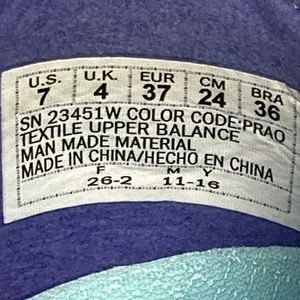 U.S. U.K. EUR CM BRA
7 4 37 24 36
SN 23451W COLOR CODE:PRAO
TEXTILE UPPER BALANCE
MAN MADE MATERIAL
MADE IN CHINA/HECHO EN CHINA
F M Y
26-2 11-16